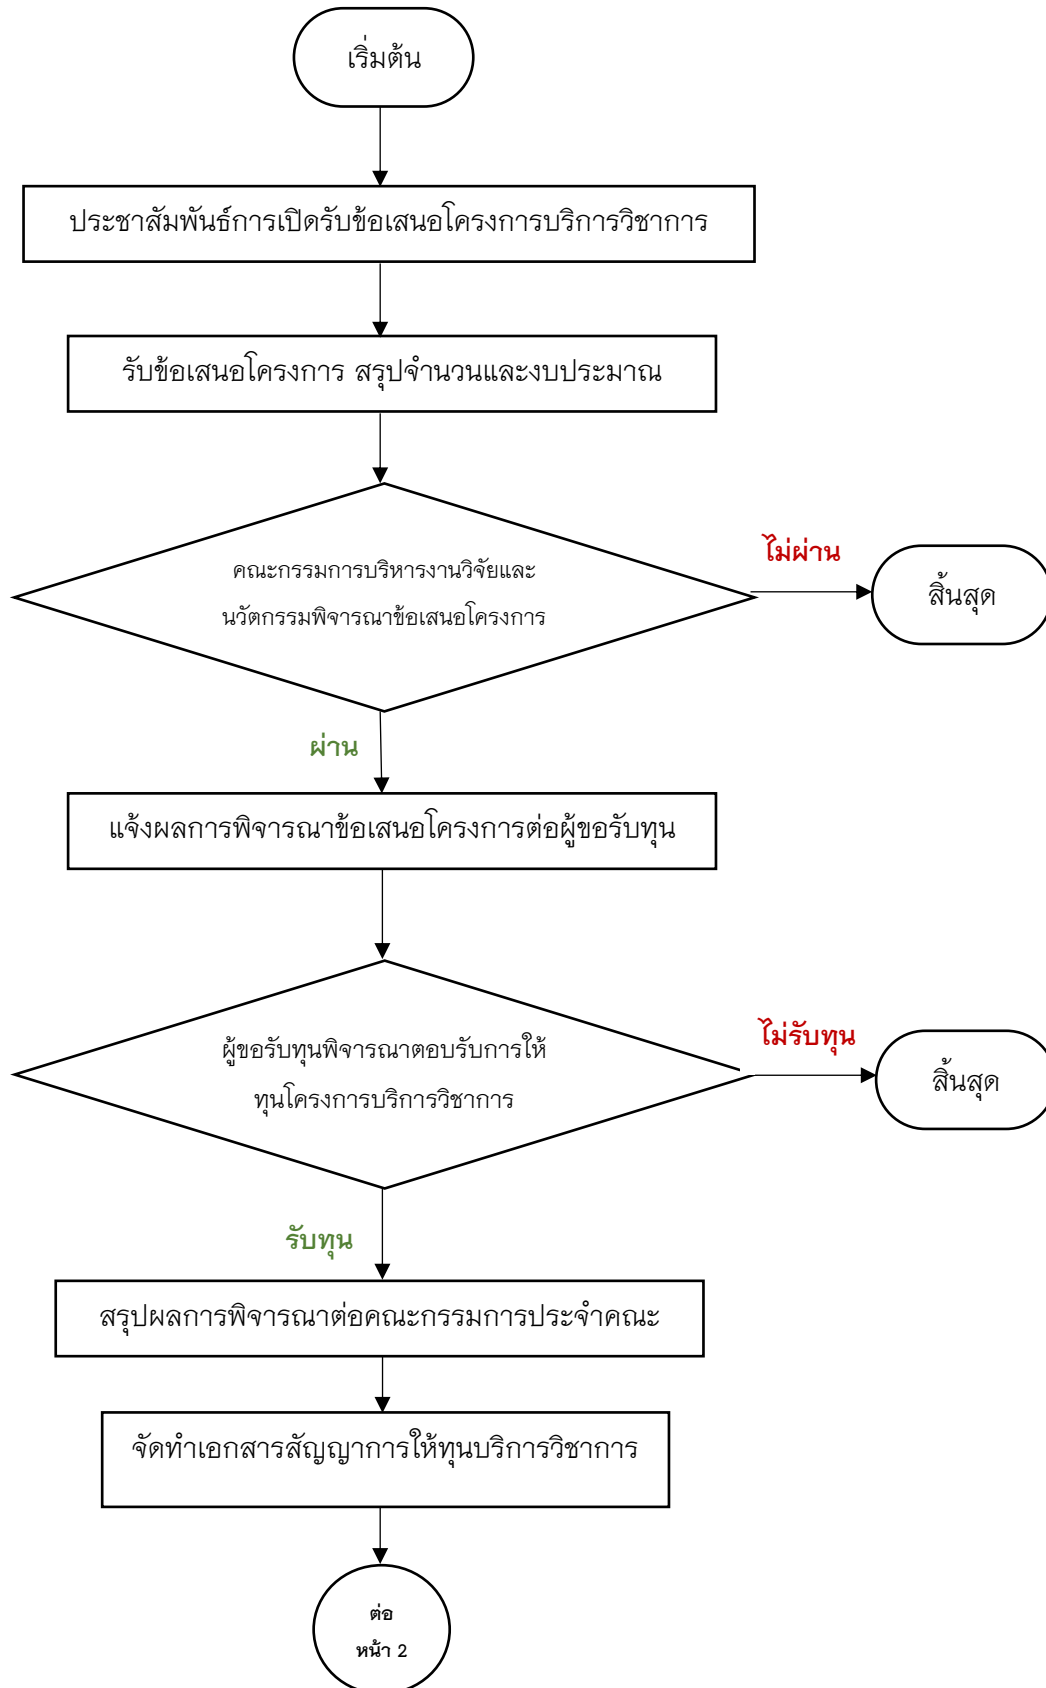 เริ่มต้น
ประชาสัมพันธ์การเปิดรับข้อเสนอโครงการบริการวิชาการ
รับข้อเสนอโครงการ สรุปจำนวนและงบประมาณ
คณะกรรมการบริหารงานวิจัยและ
นวัตกรรมพิจารณาข้อเสนอโครงการ
ไม่ผ่าน
สิ้นสุด
ผ่าน
แจ้งผลการพิจารณาข้อเสนอโครงการต่อผู้ขอรับทุน
ผู้ขอรับทุนพิจารณาตอบรับการให้
ทุนโครงการบริการวิชาการ
ไม่รับทุน
สิ้นสุด
รับทุน
สรุปผลการพิจารณาต่อคณะกรรมการประจำคณะ
จัดทำเอกสารสัญญาการให้ทุนบริการวิชาการ
ต่อ
หน้า 2